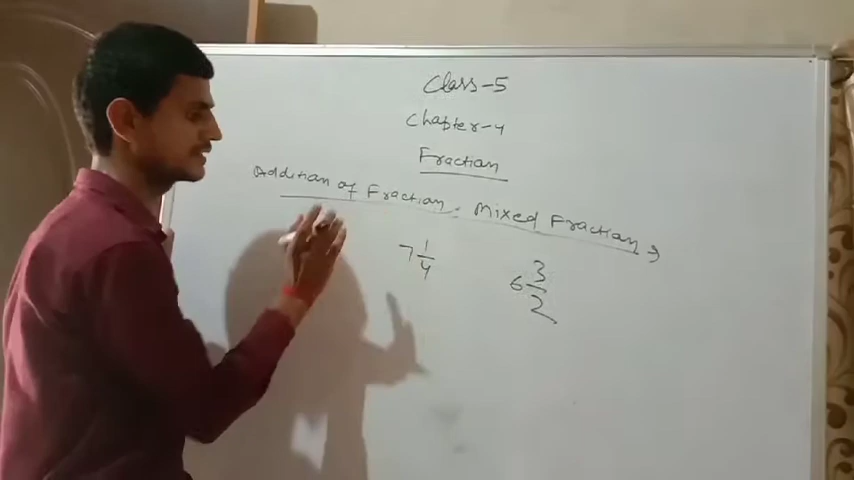 Class-5
Chapter-4
Fraction
Addition of Fraction - Mixed Fraction →
7 1/4 6 3/2